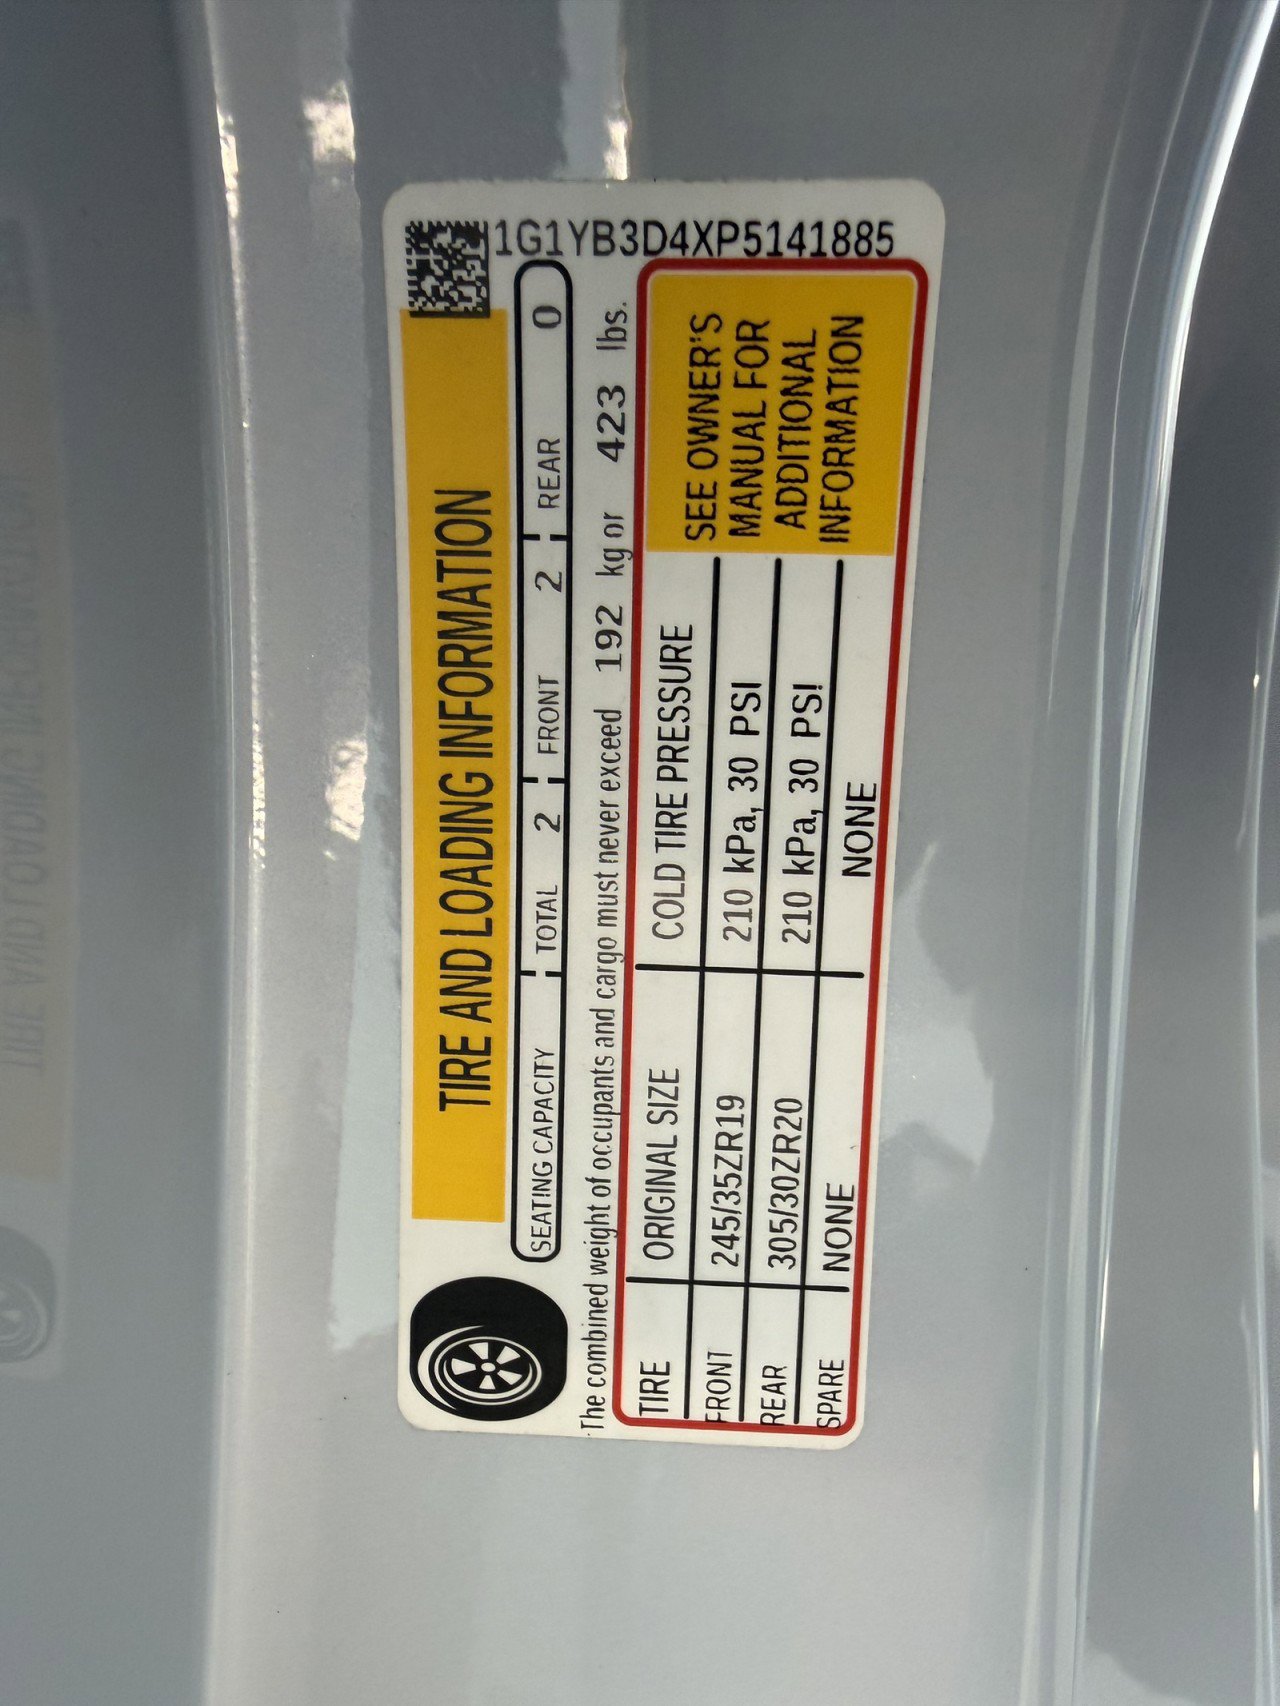 1G1YB3D4XP5141885
TIRE AND LOADING INFORMATION
SEATING CAPACITY TOTAL 2 FRONT 2 REAR 0
The combined weight of occupants and cargo must never exceed 192 kg or 423 lbs.
TIRE ORIGINAL SIZE COLD TIRE PRESSURE
FRONT 245/35ZR19 210 kPa, 30 PSI
REAR 305/30ZR20 210 kPa, 30 PSI
SPARE NONE NONE
SEE OWNER'S
MANUAL FOR
ADDITIONAL
INFORMATION